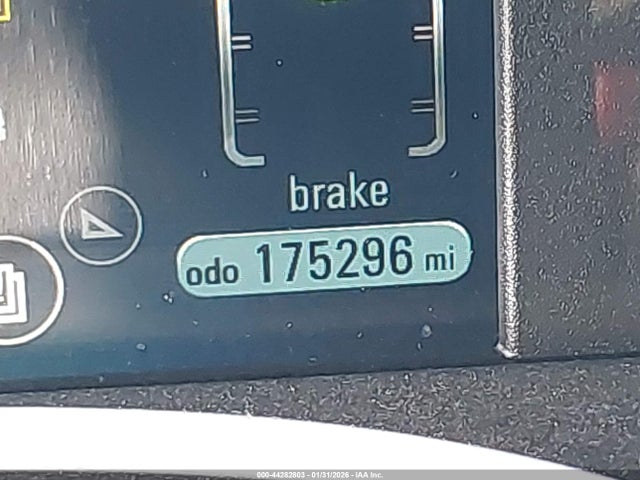 brake
odo 175296 mi
000-44282803 - 01/31/2026 - IAA Inc.